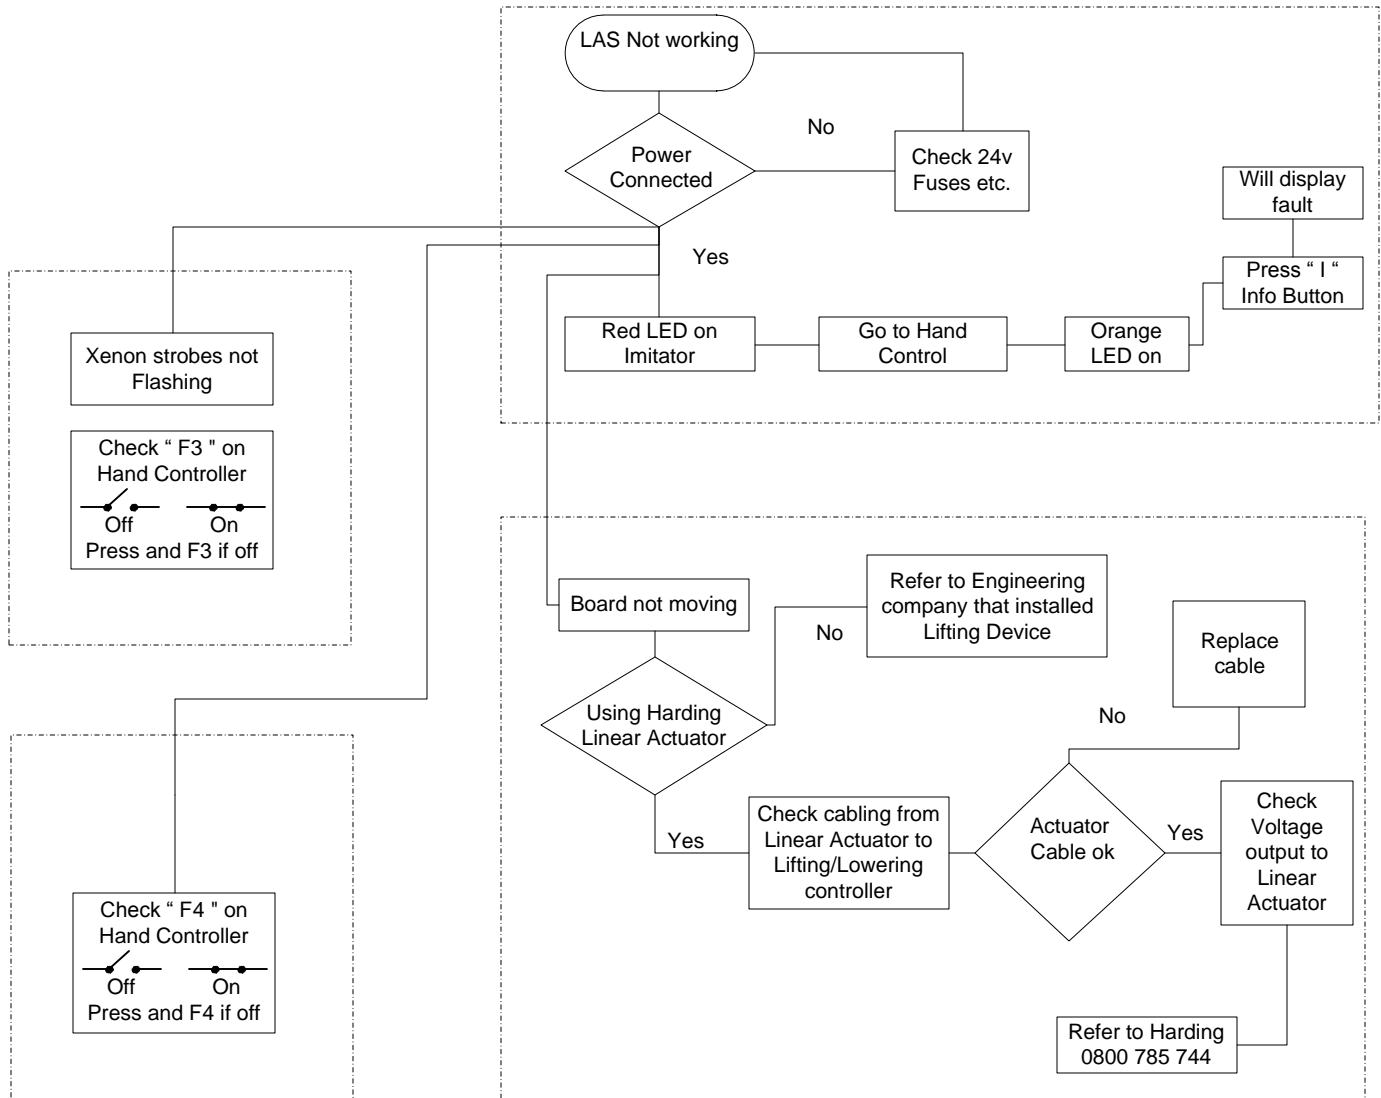 LAS Not working
Power
Connected
No
Check 24v
Fuses etc.
Will display
fault
Yes
Press “ I “
Info Button
Red LED on
Imitator
Go to Hand
Control
Orange
LED on
Xenon strobes not
Flashing
Check “ F3 " on
Hand Controller
Off On
Press and F3 if off
Board not moving
Refer to Engineering
company that installed
Lifting Device
No
Replace
cable
Using Harding
Linear Actuator
No
Yes
Check cabling from
Linear Actuator to
Lifting/Lowering
controller
Actuator
Cable ok
Yes
Check
Voltage
output to
Linear
Actuator
Check “ F4 " on
Hand Controller
Off On
Press and F4 if off
Refer to Harding
0800 785 744